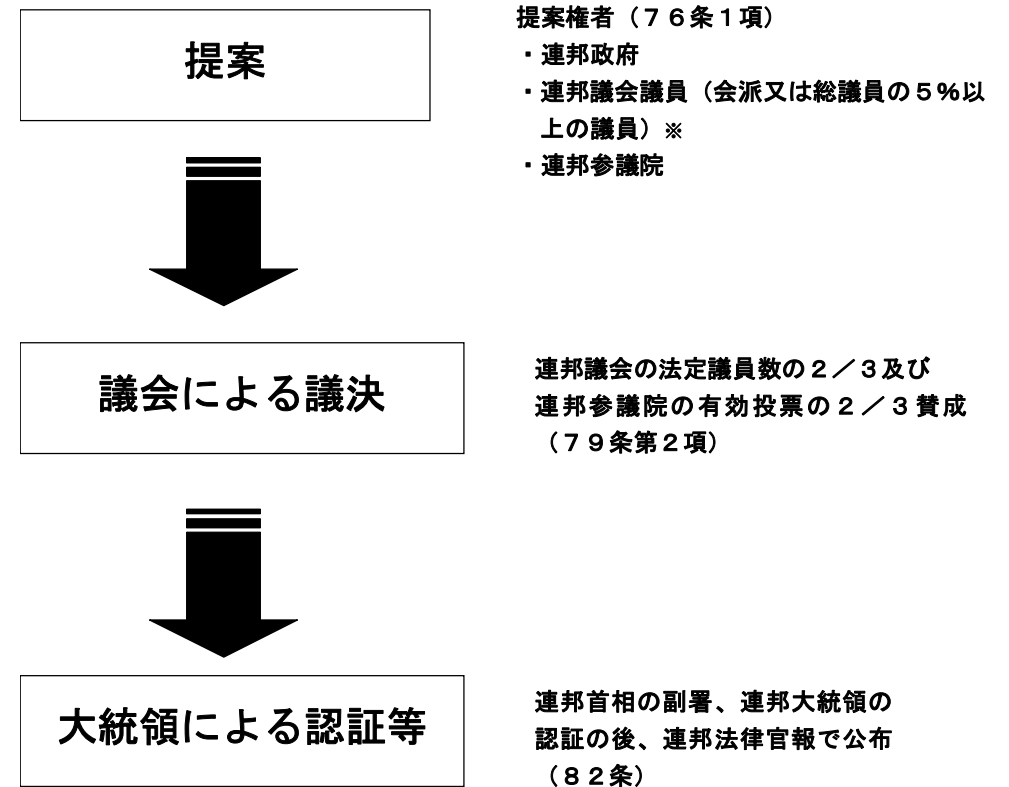 提案
提案権者（７６条１項）
・連邦政府
・連邦議会議員（会派又は総議員の５％以
上の議員）※
・連邦参議院
議会による議決
連邦議会の法定議員数の２／３及び
連邦参議院の有効投票の２／３賛成
（７９条第２項）
大統領による認証等
連邦首相の副署、連邦大統領の
認証の後、連邦法律官報で公布
（８２条）